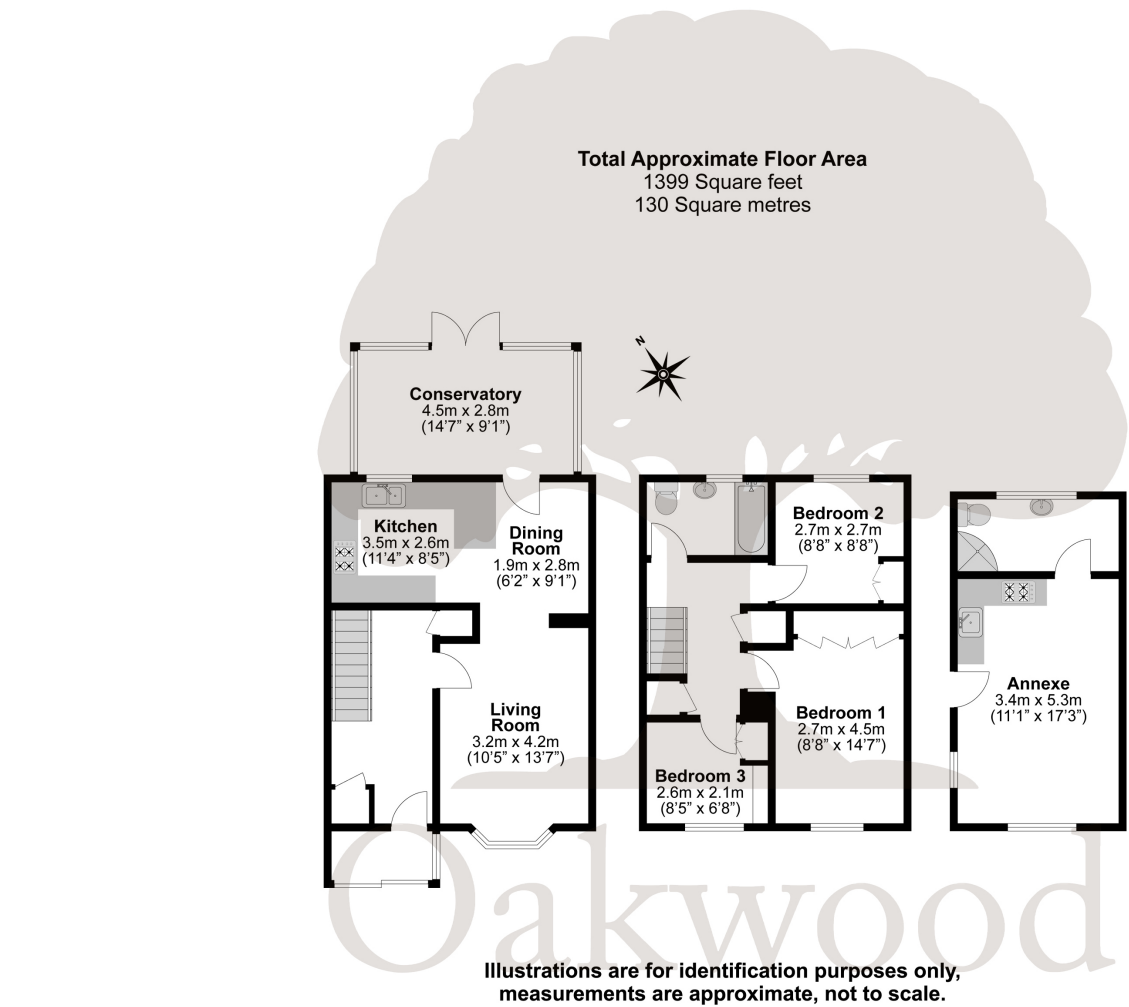 Total Approximate Floor Area
1399 Square feet
130 Square metres
N
Conservatory
4.5m x 2.8m
(14'7" x 9'1")
Kitchen
3.5m x 2.6m
(11'4" x 8'5")
Dining
Room
1.9m x 2.8m
(6'2" x 9'1")
Living
Room
3.2m x 4.2m
(10'5" x 13'7")
Bedroom 2
2.7m x 2.7m
(8'8" x 8'8")
Bedroom 1
2.7m x 4.5m
(8'8" x 14'7")
Bedroom 3
2.6m x 2.1m
(8'5" x 6'8")
Annexe
3.4m x 5.3m
(11'1" x 17'3")
Oakwood
Illustrations are for identification purposes only,
measurements are approximate, not to scale.